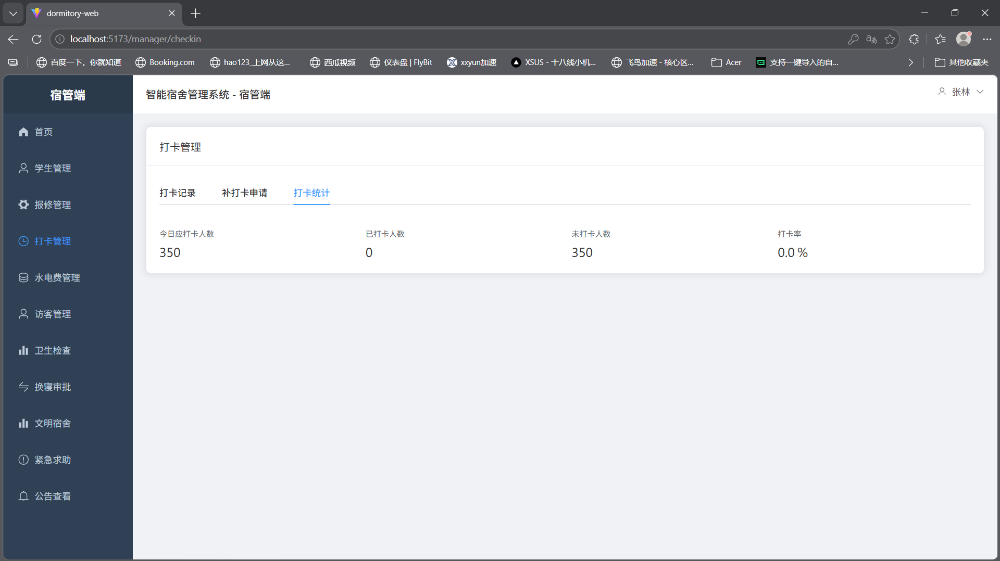 dormitory-web
localhost:5173/manager/checkin
百度一下，你就知道
Booking.com
hao123_上网从这...
西瓜视频
仪表盘 | FlyBit
xxyun加速
XSUS - 十八线小机...
飞鸟加速 - 核心区...
Acer
支持一键导入的自...
其他收藏夹
宿管端
智能宿舍管理系统 - 宿管端
张林
首页
学生管理
报修管理
打卡管理
水电费管理
访客管理
卫生检查
换寝审批
文明宿舍
紧急求助
公告查看
打卡管理
打卡记录
补打卡申请
打卡统计
今日应打卡人数
350
已打卡人数
0
未打卡人数
350
打卡率
0.0 %